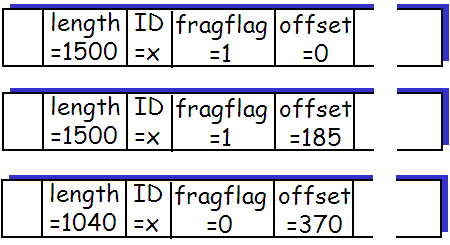 length ID fragflag offset
=1500 =x =1 =0
length ID fragflag offset
=1500 =x =1 =185
length ID fragflag offset
=1040 =x =0 =370